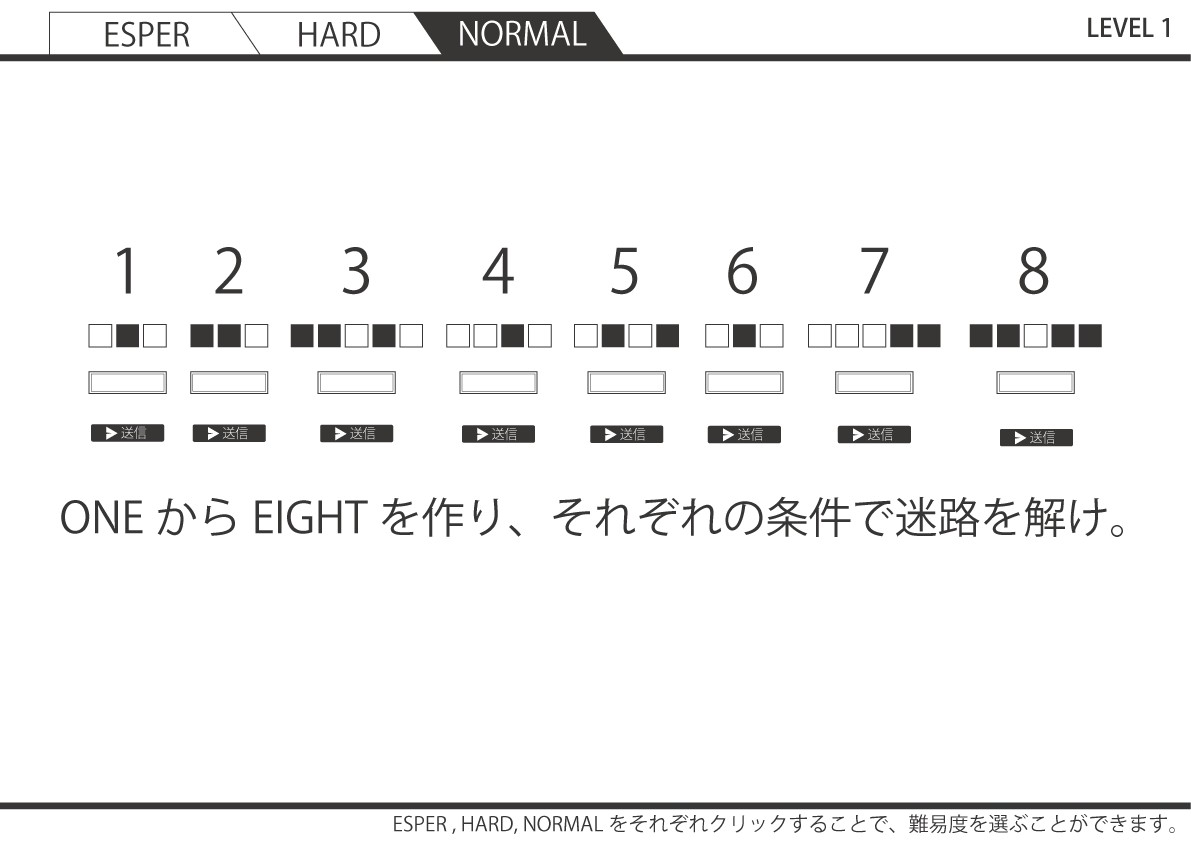 ESPER HARD NORMAL LEVEL 1
1 2 3 4 5 6 7 8
送信 送信 送信 送信 送信 送信 送信 送信
ONE から EIGHT を作り、それぞれの条件で迷路を解け。
ESPER , HARD, NORMAL をそれぞれクリックすることで、難易度を選ぶことができます。